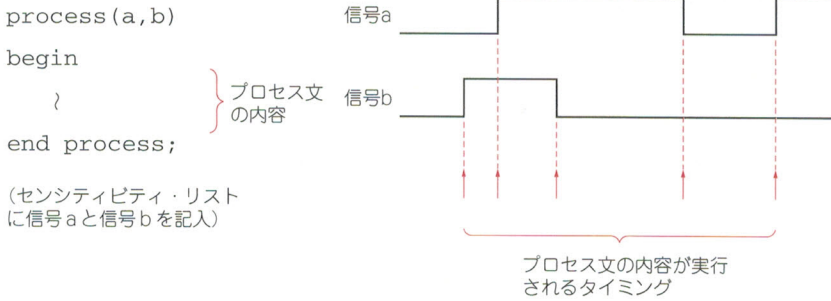 process(a,b)
begin
～
end process;
プロセス文
の内容
(センシティビティ・リスト
に信号aと信号bを記入)
信号a
信号b
プロセス文の内容が実行
されるタイミング